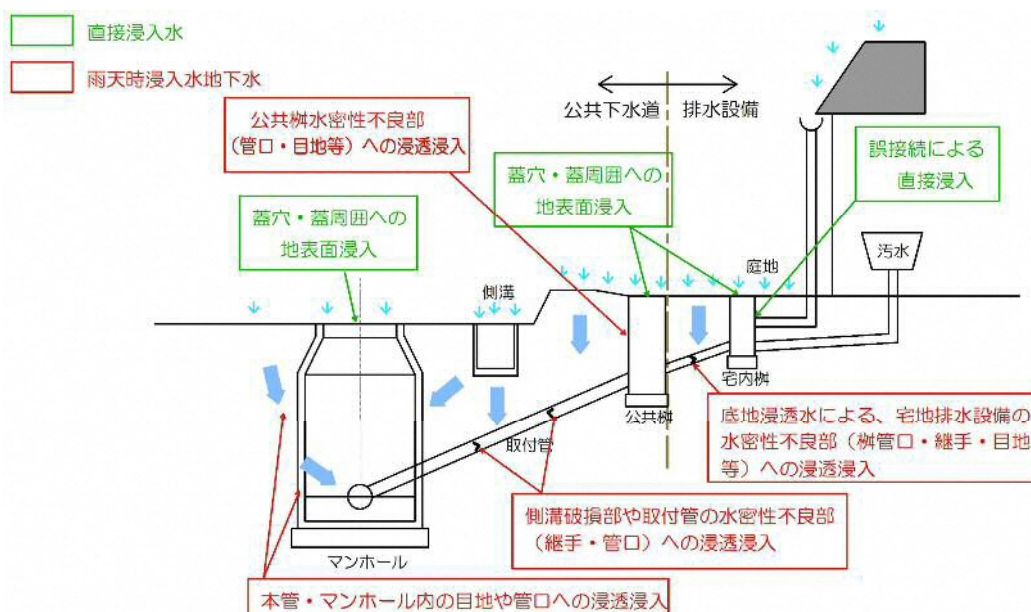 直接浸入水
雨天時浸入水地下水
公共下水道
排水設備
公共桝水密性不良部
(管口・目地等)への浸透浸入
蓋穴・蓋周囲への
地表面浸入
誤接続による
直接浸入
蓋穴・蓋周囲への
地表面浸入
汚水
庭地
側溝
宅内桝
公共桝
取付管
底地浸透水による、宅地排水設備の
水密性不良部(桝管口・継手・目地
等)への浸透浸入
側溝破損部や取付管の水密性不良部
(継手・管口)への浸透浸入
マンホール
本管・マンホール内の目地や管口への浸透浸入